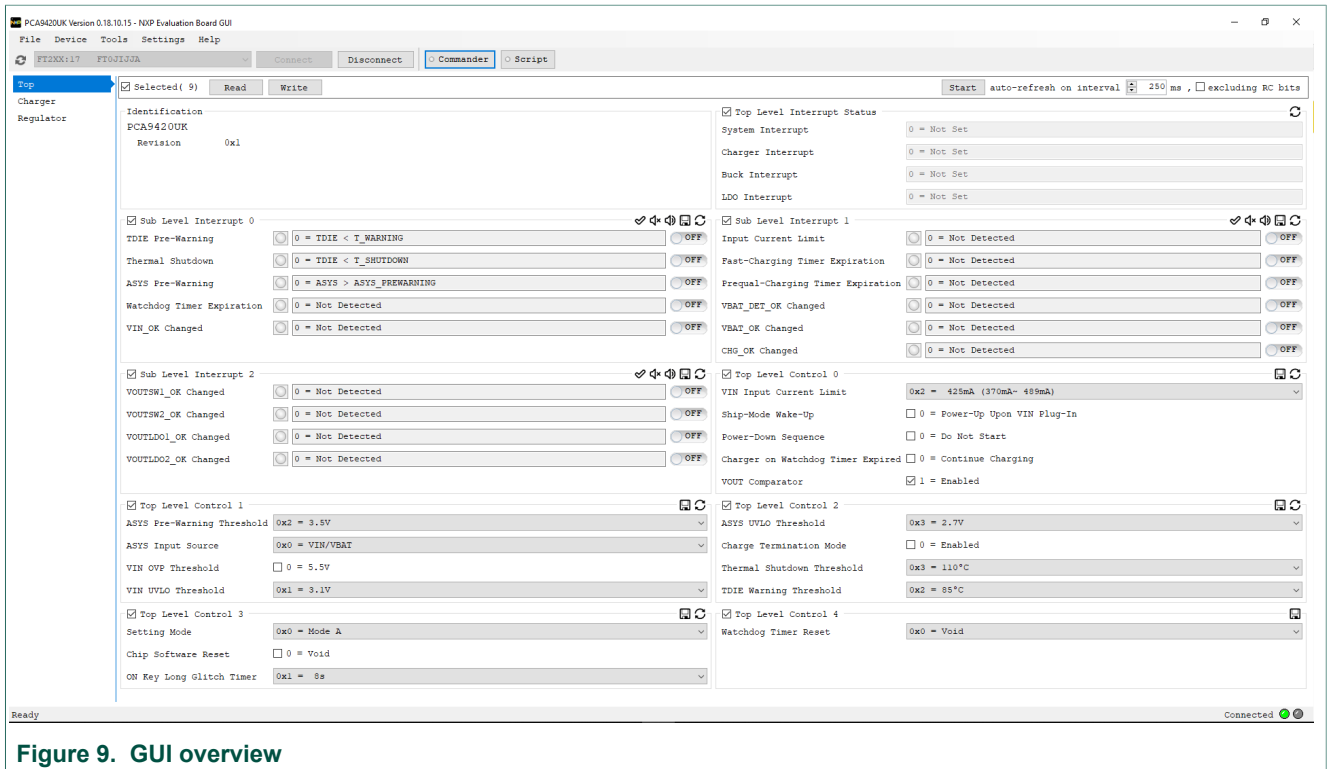 NXP PCA9420UK Version 0.18.10.15 - NXP Evaluation Board GUI
File Device Tools Settings Help
FT2XX:17 FT0JIJJA Connect Disconnect Commander Script
Top
Charger
Regulator
Selected( 9) Read Write Start auto-refresh on interval 250 ms , excluding RC bits
Identification
PCA9420UK
Revision 0x1
Top Level Interrupt Status
System Interrupt 0 = Not Set
Charger Interrupt 0 = Not Set
Buck Interrupt 0 = Not Set
LDO Interrupt 0 = Not Set
Sub Level Interrupt 0
TDIE Pre-Warning 0 = TDIE < T_WARNING OFF
Thermal Shutdown 0 = TDIE < T_SHUTDOWN OFF
ASYS Pre-Warning 0 = ASYS > ASYS_PREWARNING OFF
Watchdog Timer Expiration 0 = Not Detected OFF
VIN_OK Changed 0 = Not Detected OFF
Sub Level Interrupt 1
Input Current Limit 0 = Not Detected OFF
Fast-Charging Timer Expiration 0 = Not Detected OFF
Prequal-Charging Timer Expiration 0 = Not Detected OFF
VBAT_DET_OK Changed 0 = Not Detected OFF
VBAT_OK Changed 0 = Not Detected OFF
CHG_OK Changed 0 = Not Detected OFF
Sub Level Interrupt 2
VOUTSW1_OK Changed 0 = Not Detected OFF
VOUTSW2_OK Changed 0 = Not Detected OFF
VOUTLDO1_OK Changed 0 = Not Detected OFF
VOUTLDO2_OK Changed 0 = Not Detected OFF
Top Level Control 0
VIN Input Current Limit 0x2 = 425mA (370mA~ 489mA)
Ship-Mode Wake-Up 0 = Power-Up Upon VIN Plug-In
Power-Down Sequence 0 = Do Not Start
Charger on Watchdog Timer Expired 0 = Continue Charging
VOUT Comparator 1 = Enabled
Top Level Control 1
ASYS Pre-Warning Threshold 0x2 = 3.5V
ASYS Input Source 0x0 = VIN/VBAT
VIN OVP Threshold 0 = 5.5V
VIN UVLO Threshold 0x1 = 3.1V
Top Level Control 2
ASYS UVLO Threshold 0x3 = 2.7V
Charge Termination Mode 0 = Enabled
Thermal Shutdown Threshold 0x3 = 110°C
TDIE Warning Threshold 0x2 = 85°C
Top Level Control 3
Setting Mode 0x0 = Mode A
Chip Software Reset 0 = Void
ON Key Long Glitch Timer 0x1 = 8s
Top Level Control 4
Watchdog Timer Reset 0x0 = Void
Ready Connected
Figure 9. GUI overview